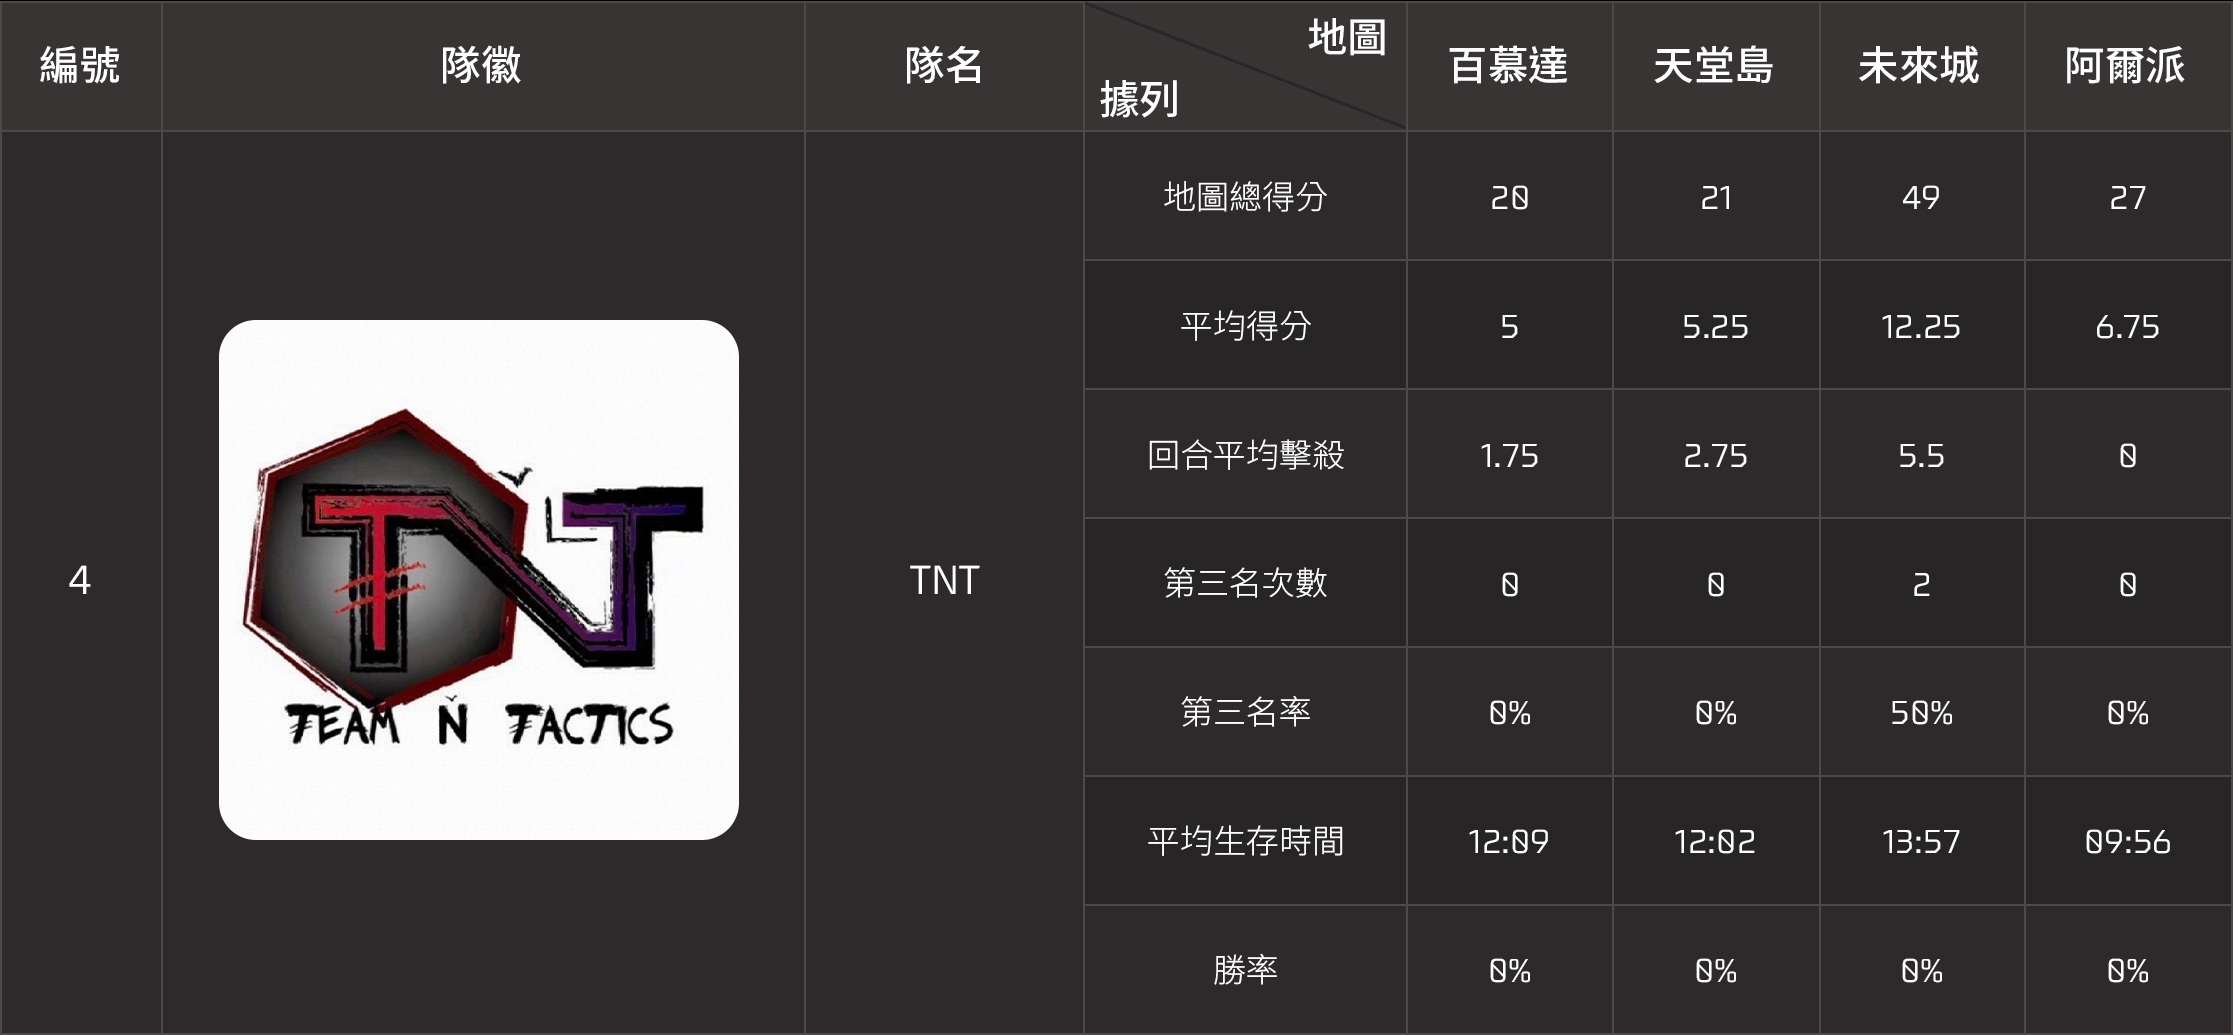 編號 隊徽 隊名 地圖 據列 百慕達 天堂島 未來城 阿爾派
4
TNT
TEAM Ň TACTICS
TNT
地圖總得分 20 21 49 27
平均得分 5 5.25 12.25 6.75
回合平均擊殺 1.75 2.75 5.5 0
第三名次數 0 0 2 0
第三名率 0% 0% 50% 0%
平均生存時間 12:09 12:02 13:57 09:56
勝率 0% 0% 0% 0%